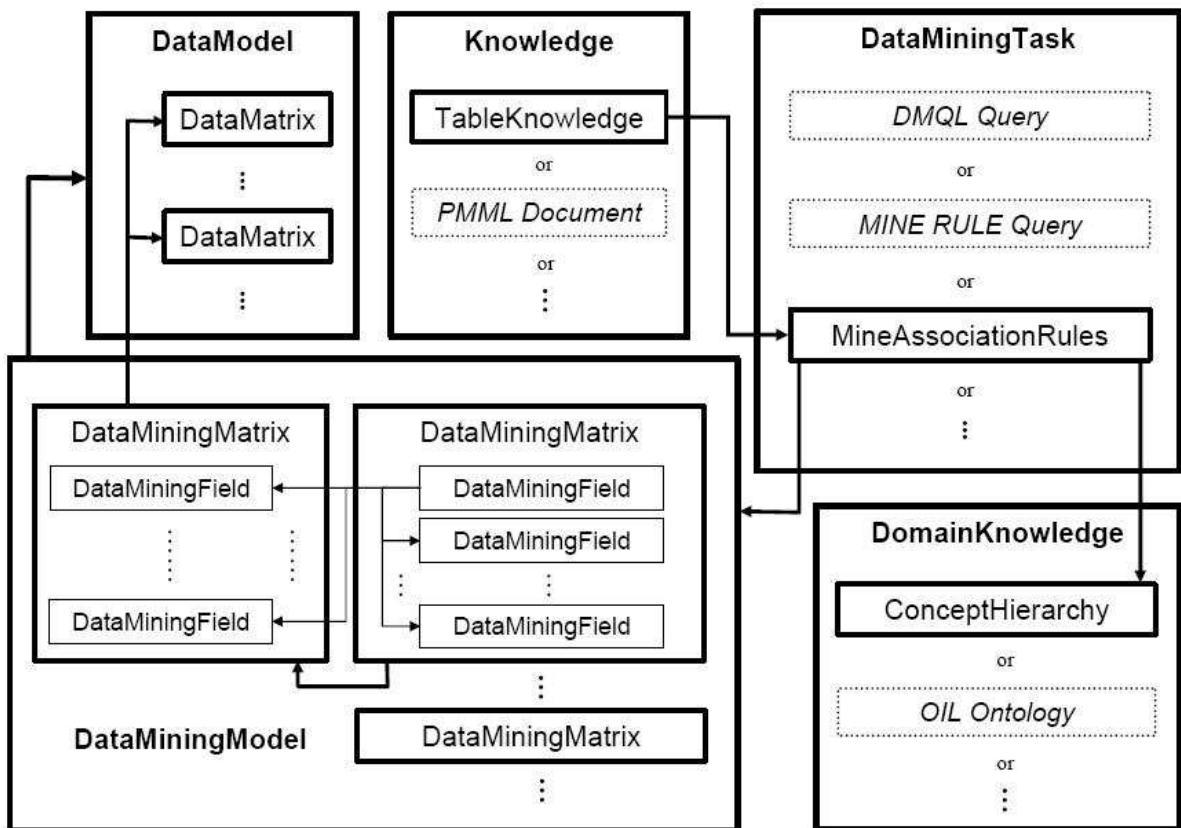 DataModel
DataMatrix
DataMatrix
Knowledge
TableKnowledge
or
PMML Document
or
DataMiningTask
DMQL Query
or
MINE RULE Query
or
MineAssociationRules
or
DataMiningMatrix
DataMiningField
DataMiningField
DataMiningMatrix
DataMiningField
DataMiningField
DataMiningField
DataMiningModel
DataMiningMatrix
DomainKnowledge
ConceptHierarchy
or
OIL Ontology
or